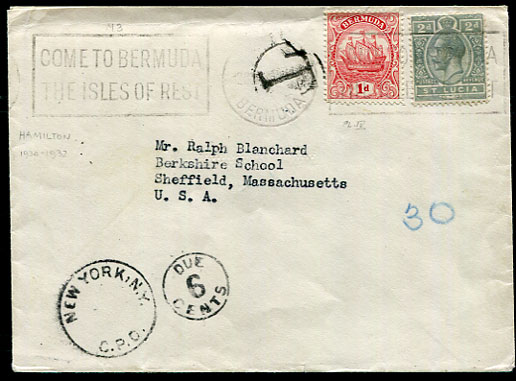 COME TO BERMUDA
THE ISLES OF REST
T
BERMUDA
BERMUDA
1d
2d 2d
ST LUCIA
HAMILTON
Mr. Ralph Blanchard
Berkshire School
Sheffield, Massachusetts
U. S. A.
30
NEW YORK, N.Y.
C.P.O.
DUE
6
CENTS